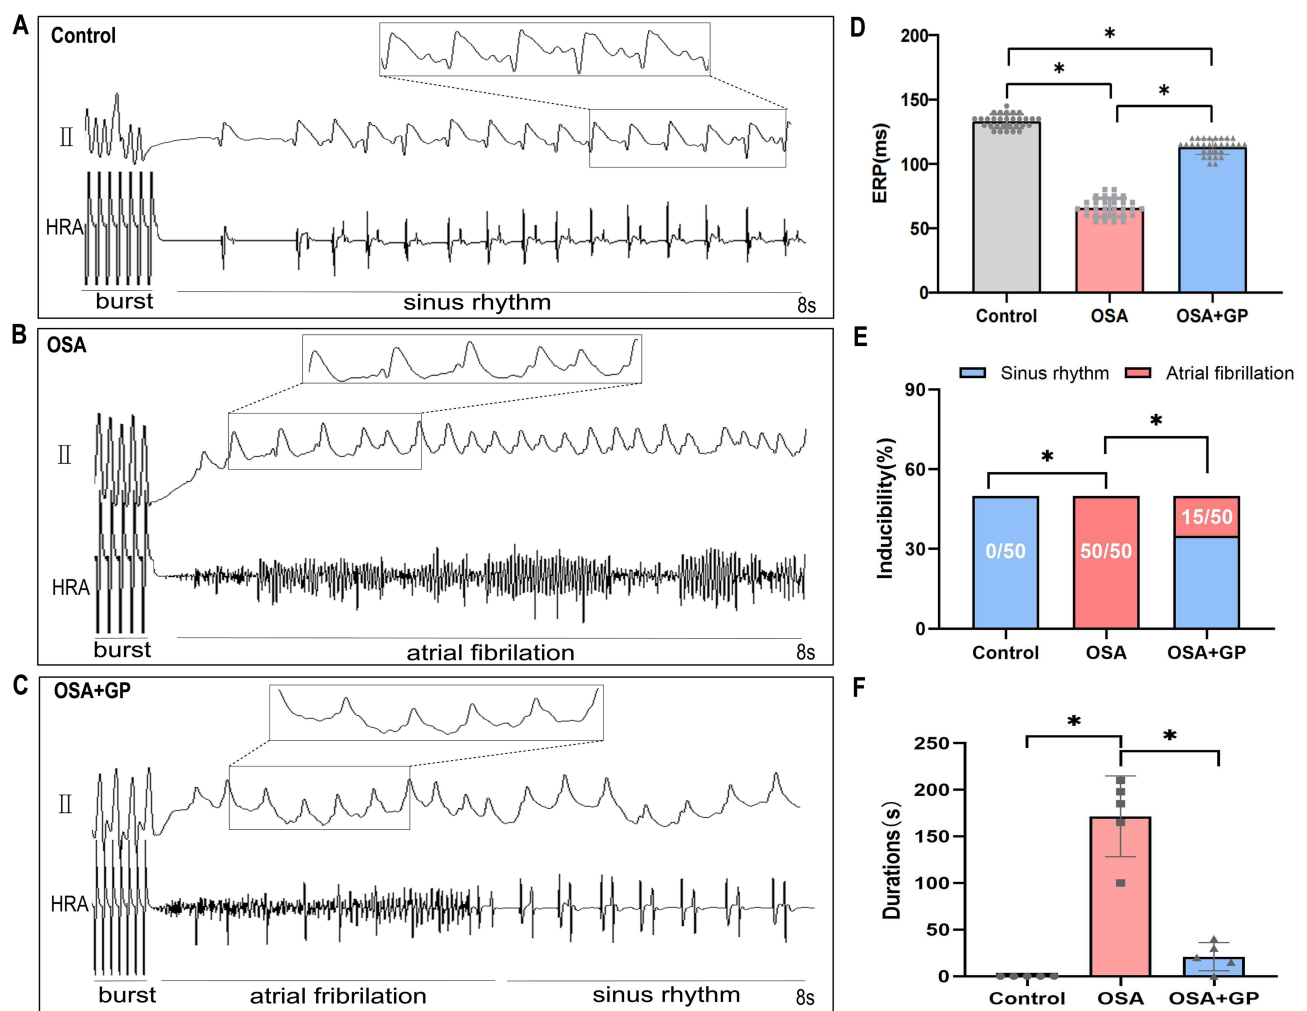 A
Control
II
HRA
burst
sinus rhythm
8s
B
OSA
II
HRA
burst
atrial fibrilation
8s
C
OSA+GP
II
HRA
burst
atrial fribrilation
sinus rhythm
8s
D
ERP(ms)
200
150
100
50
0
*
*
*
Control
OSA
OSA+GP
E
Sinus rhythm
Atrial fibrillation
Inducibility(%)
90
60
30
0
*
*
0/50
50/50
15/50
Control
OSA
OSA+GP
F
Durations(s)
250
200
150
100
50
0
*
*
Control
OSA
OSA+GP